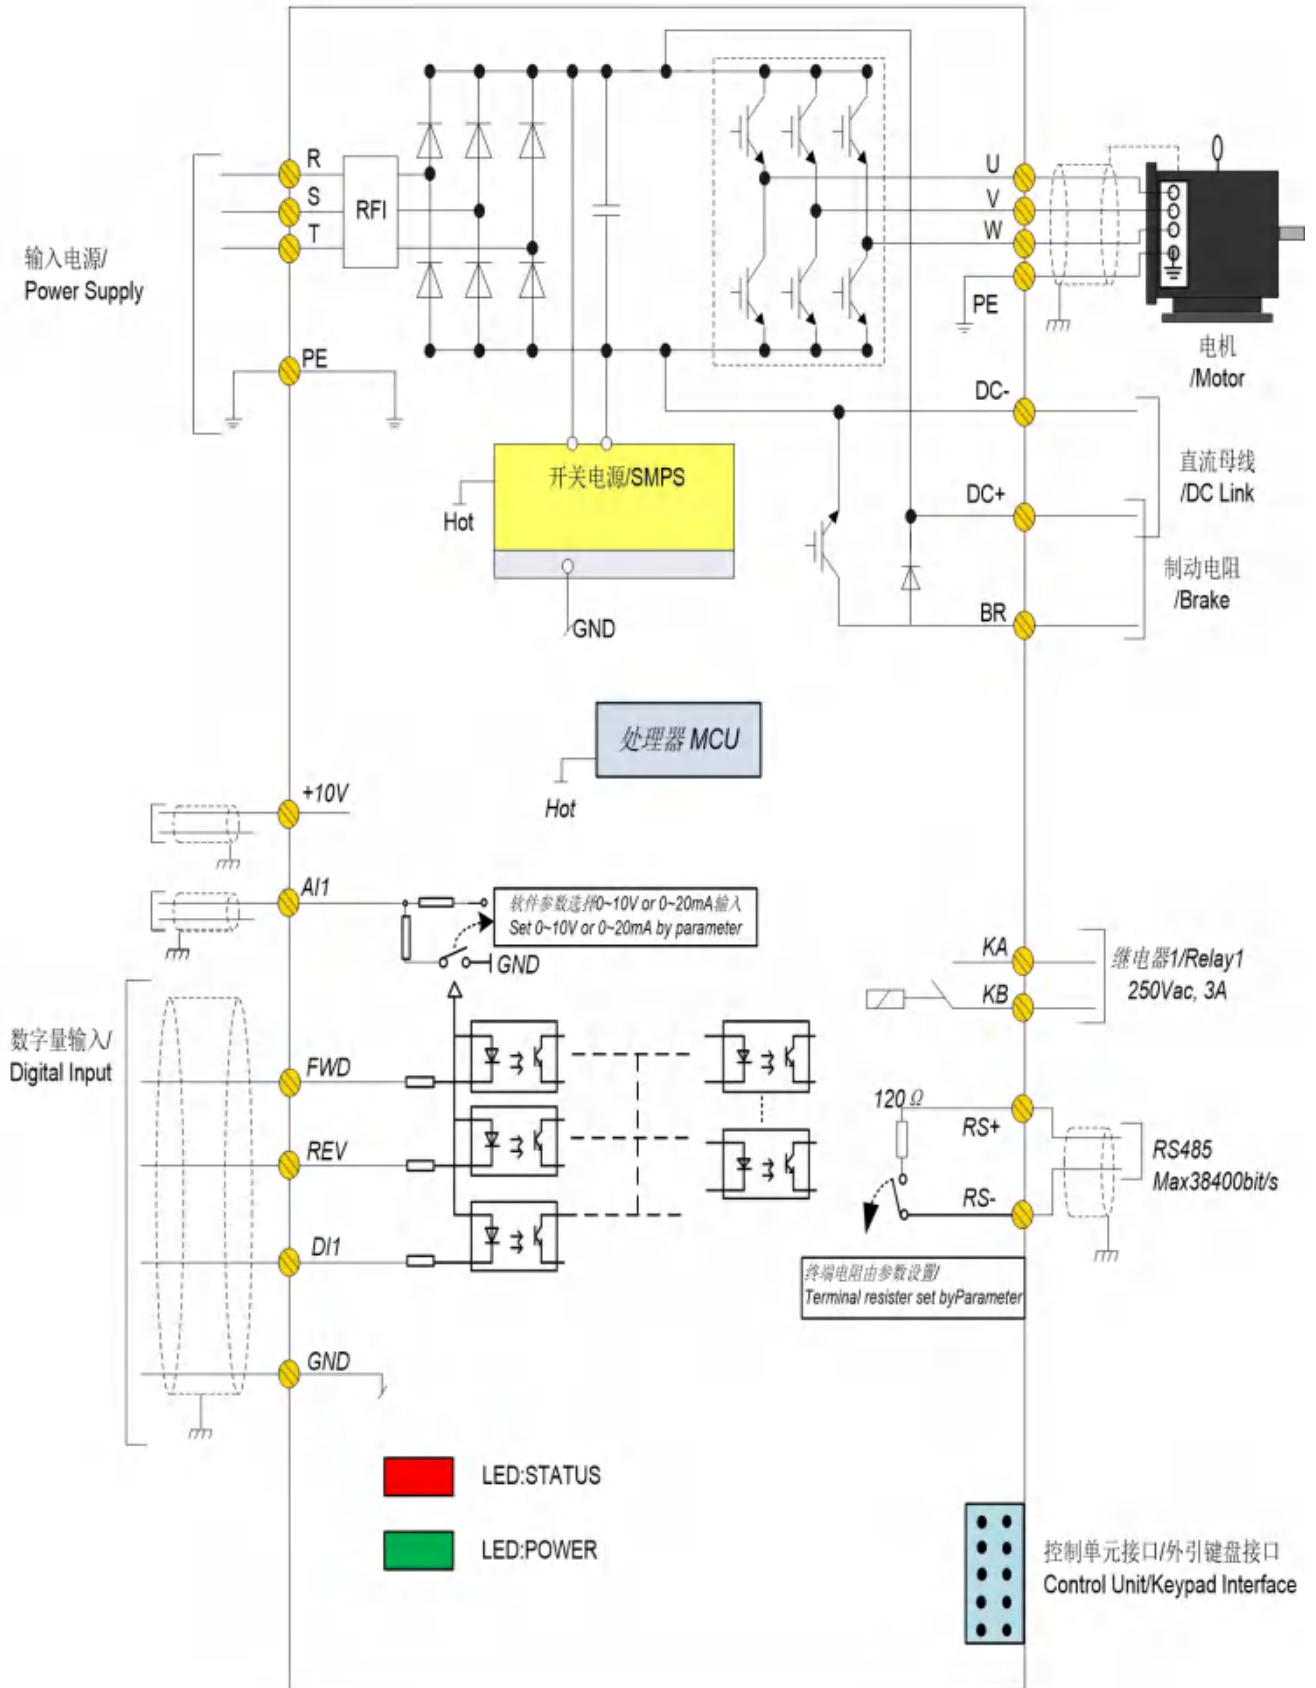 R
S
T
RFI
输入电源/
Power Supply
PE
U
V
W
PE
电机
/Motor
DC-
直流母线
/DC Link
DC+
制动电阻
/Brake
BR
开关电源/SMPS
Hot
GND
处理器 MCU
Hot
+10V
AI1
软件参数选择0~10V or 0~20mA输入
Set 0~10V or 0~20mA by parameter
GND
KA
KB
继电器1/Relay1
250Vac, 3A
数字量输入/
Digital Input
FWD
REV
DI1
GND
120 Ω
RS+
RS-
RS485
Max38400bit/s
终端电阻由参数设置/
Terminal resister set byParameter
LED:STATUS
LED:POWER
控制单元接口/外引键盘接口
Control Unit/Keypad Interface